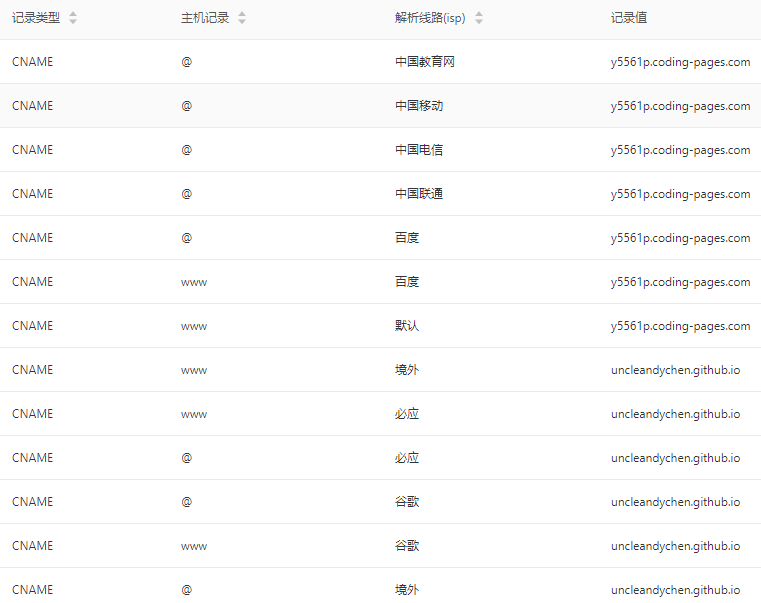 记录类型 主机记录 解析线路(isp) 记录值
CNAME @ 中国教育网 y5561p.coding-pages.com
CNAME @ 中国移动 y5561p.coding-pages.com
CNAME @ 中国电信 y5561p.coding-pages.com
CNAME @ 中国联通 y5561p.coding-pages.com
CNAME @ 百度 y5561p.coding-pages.com
CNAME www 百度 y5561p.coding-pages.com
CNAME www 默认 y5561p.coding-pages.com
CNAME www 境外 uncleandychen.github.io
CNAME www 必应 uncleandychen.github.io
CNAME @ 必应 uncleandychen.github.io
CNAME @ 谷歌 uncleandychen.github.io
CNAME www 谷歌 uncleandychen.github.io
CNAME @ 境外 uncleandychen.github.io